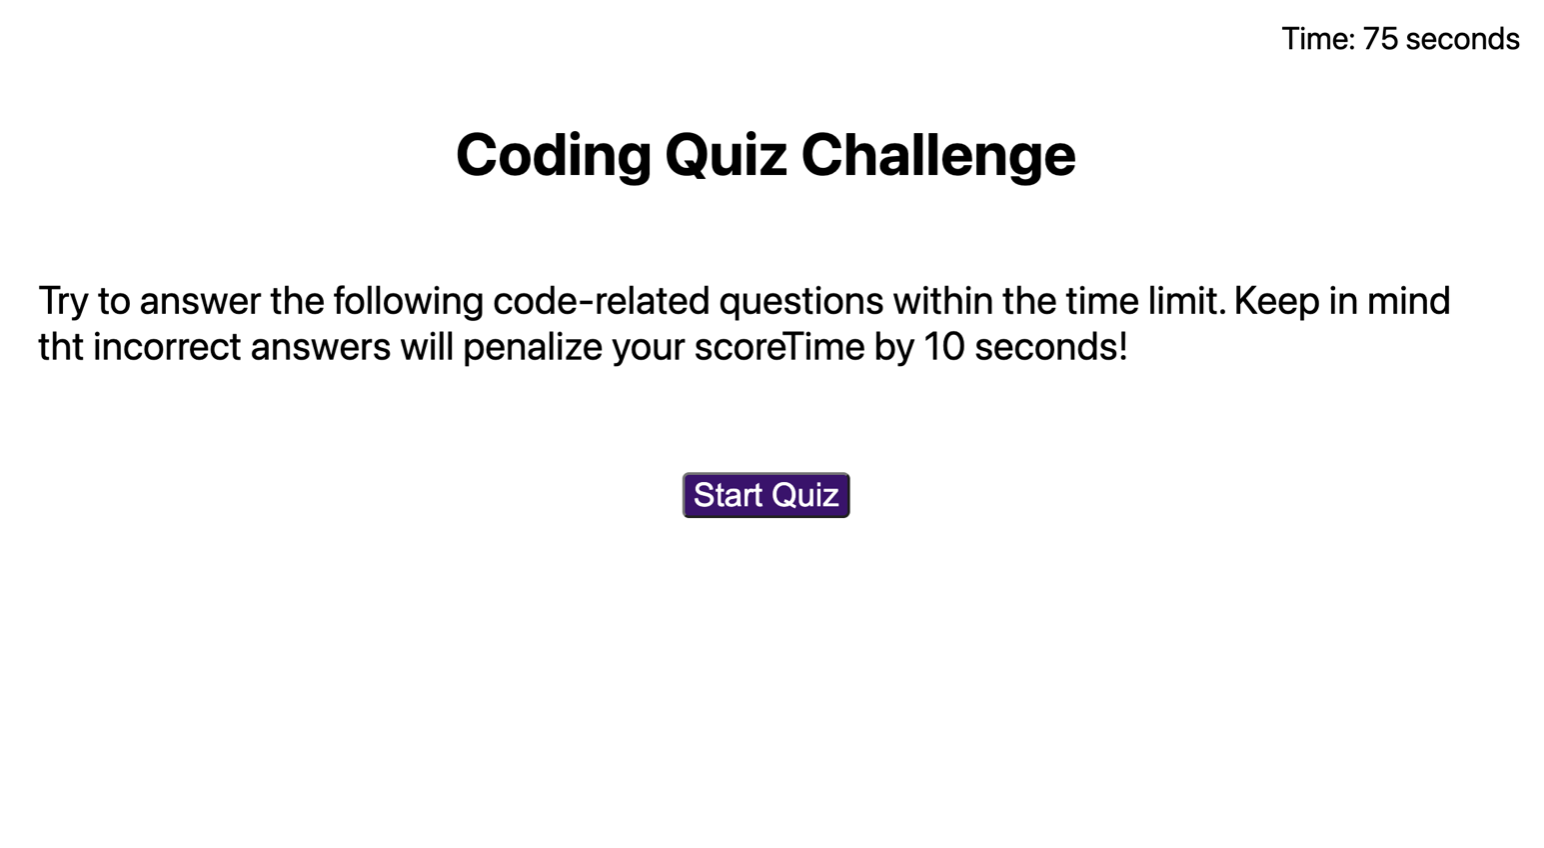 Time: 75 seconds
Coding Quiz Challenge
Try to answer the following code-related questions within the time limit. Keep in mind
tht incorrect answers will penalize your scoreTime by 10 seconds!
Start Quiz